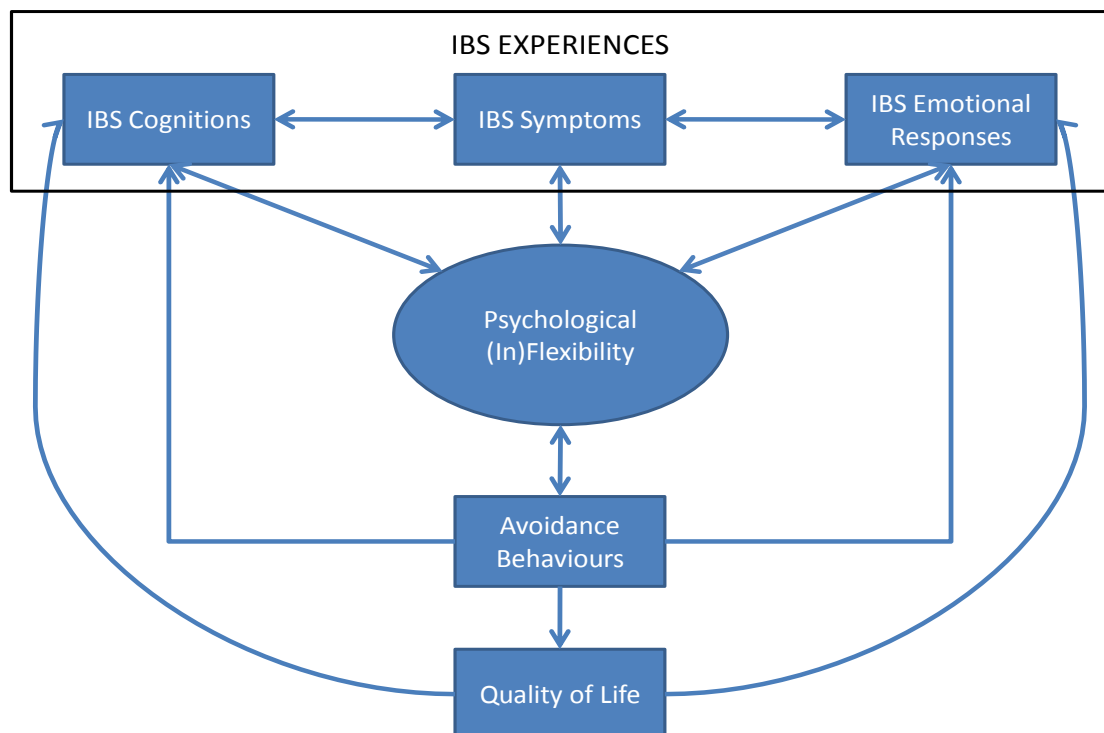 IBS EXPERIENCES
IBS Cognitions
IBS Symptoms
IBS Emotional
Responses
Psychological
(In)Flexibility
Avoidance
Behaviours
Quality of Life